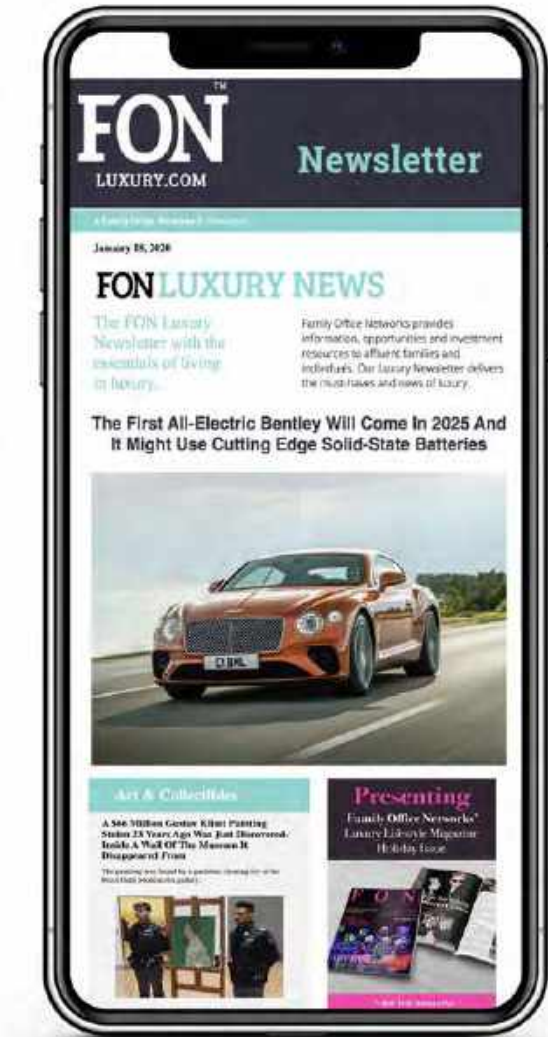 FON™
LUXURY.COM
Newsletter
January 08, 2020
FON LUXURY NEWS
The FON Luxury
Newsletter with the
essentials of living
in luxury.
Family Office Networks provides
information, opportunities and investment
resources to affluent families and
individuals. Our Luxury Newsletter delivers
the must-haves and news of luxury.
The First All-Electric Bentley Will Come In 2025 And
It Might Use Cutting Edge Solid-State Batteries
Art & Collectibles
A $66 Million Gustav Klimt Painting
Stolen 23 Years Ago Was Just Discovered-
Inside A Wall Of The Museum It
Disappeared From
Presenting
Family Office Networks'
Luxury Lifestyle Magazine
Holiday Issue
FON